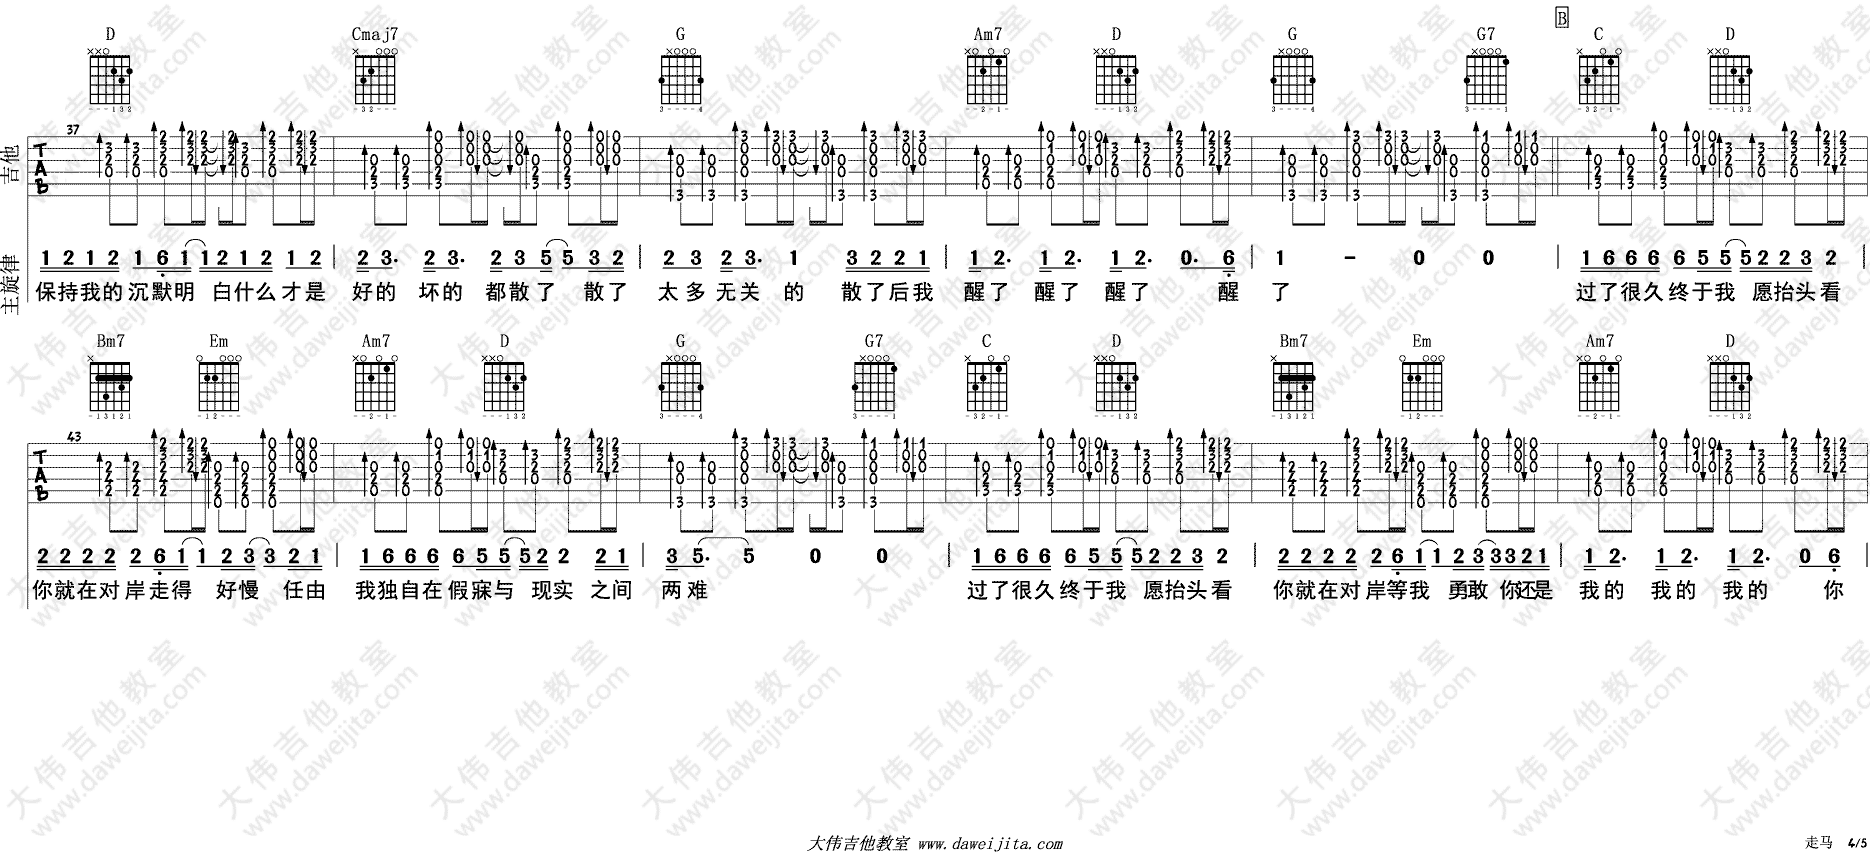 B
D Cmaj7 G Am7 D G G7 C D
37
吉他
TAB
主旋律
1 2 1 2 1 6 1 1 2 1 2 1 2 | 2 3. 2 3. 2 3 5 5 3 2 | 2 3 2 3. 1 3 2 2 1 | 1 2. 1 2. 1 2. 0. 6 | 1 - 0 0 | 1 6 6 6 6 5 5 5 2 2 3 2 |
保持我的沉默明 白什么才是 好的 坏的 都散了 散了 太多无关 的 散了后我 醒了 醒了 醒了 醒 了 过了很久终于我 愿抬头看
Bm7 Em Am7 D G G7 C D Bm7 Em Am7 D
43
TAB
2 2 2 2 2 6 1 1 2 3 3 2 1 | 1 6 6 6 6 5 5 5 2 2 2 1 | 3 5. 5 0 0 | 1 6 6 6 6 5 5 5 2 2 3 2 | 2 2 2 2 2 6 1 1 2 3 3 3 2 1 | 1 2. 1 2. 1 2. 0 6
你就在对岸走得 好慢 任由 我独自在假寐与 现实 之间 两难 过了很久终于我 愿抬头看 你就在对岸等我 勇敢 你还是 我的 我的 我的 你
大伟吉他教室 www.daweijita.com
走马 4/5